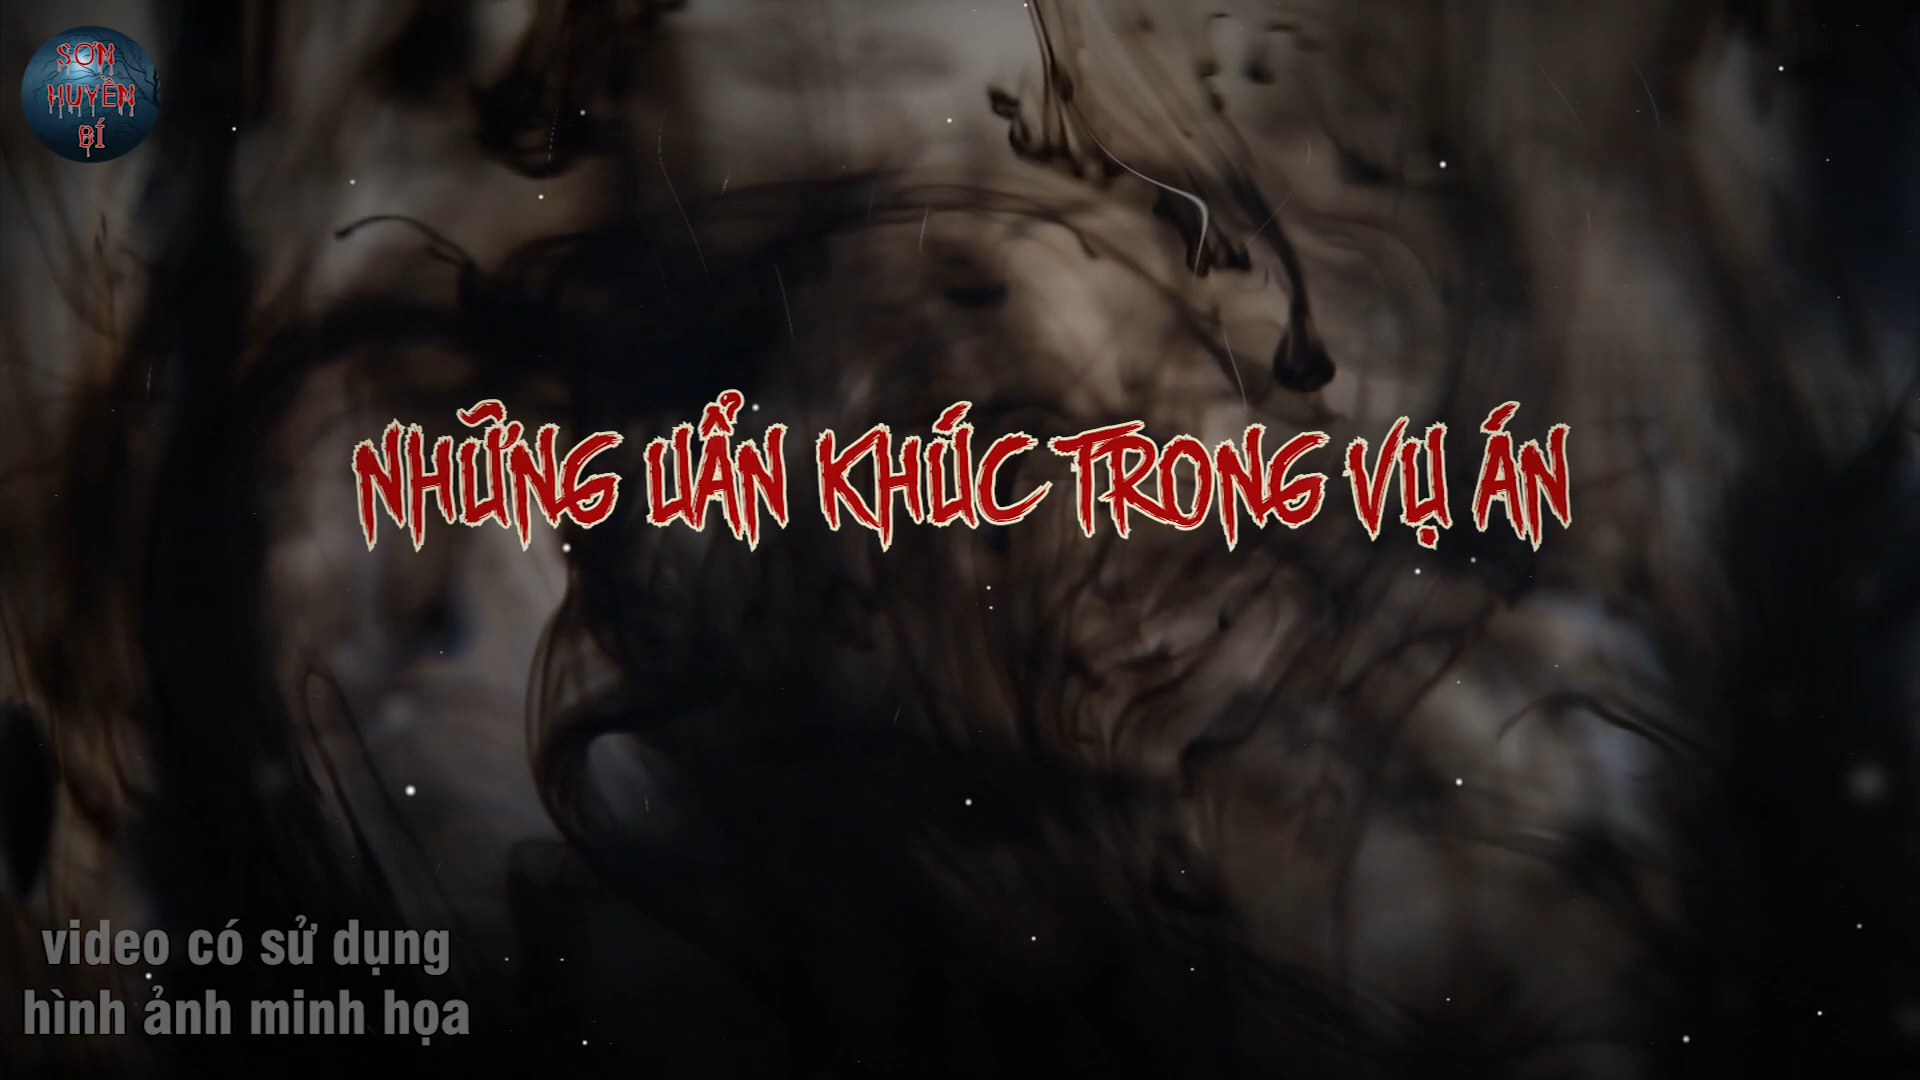 SƠN
HUYỀN
BÍ
NHỮNG UẨN KHÚC TRONG VỤ ÁN
video có sử dụng
hình ảnh minh họa